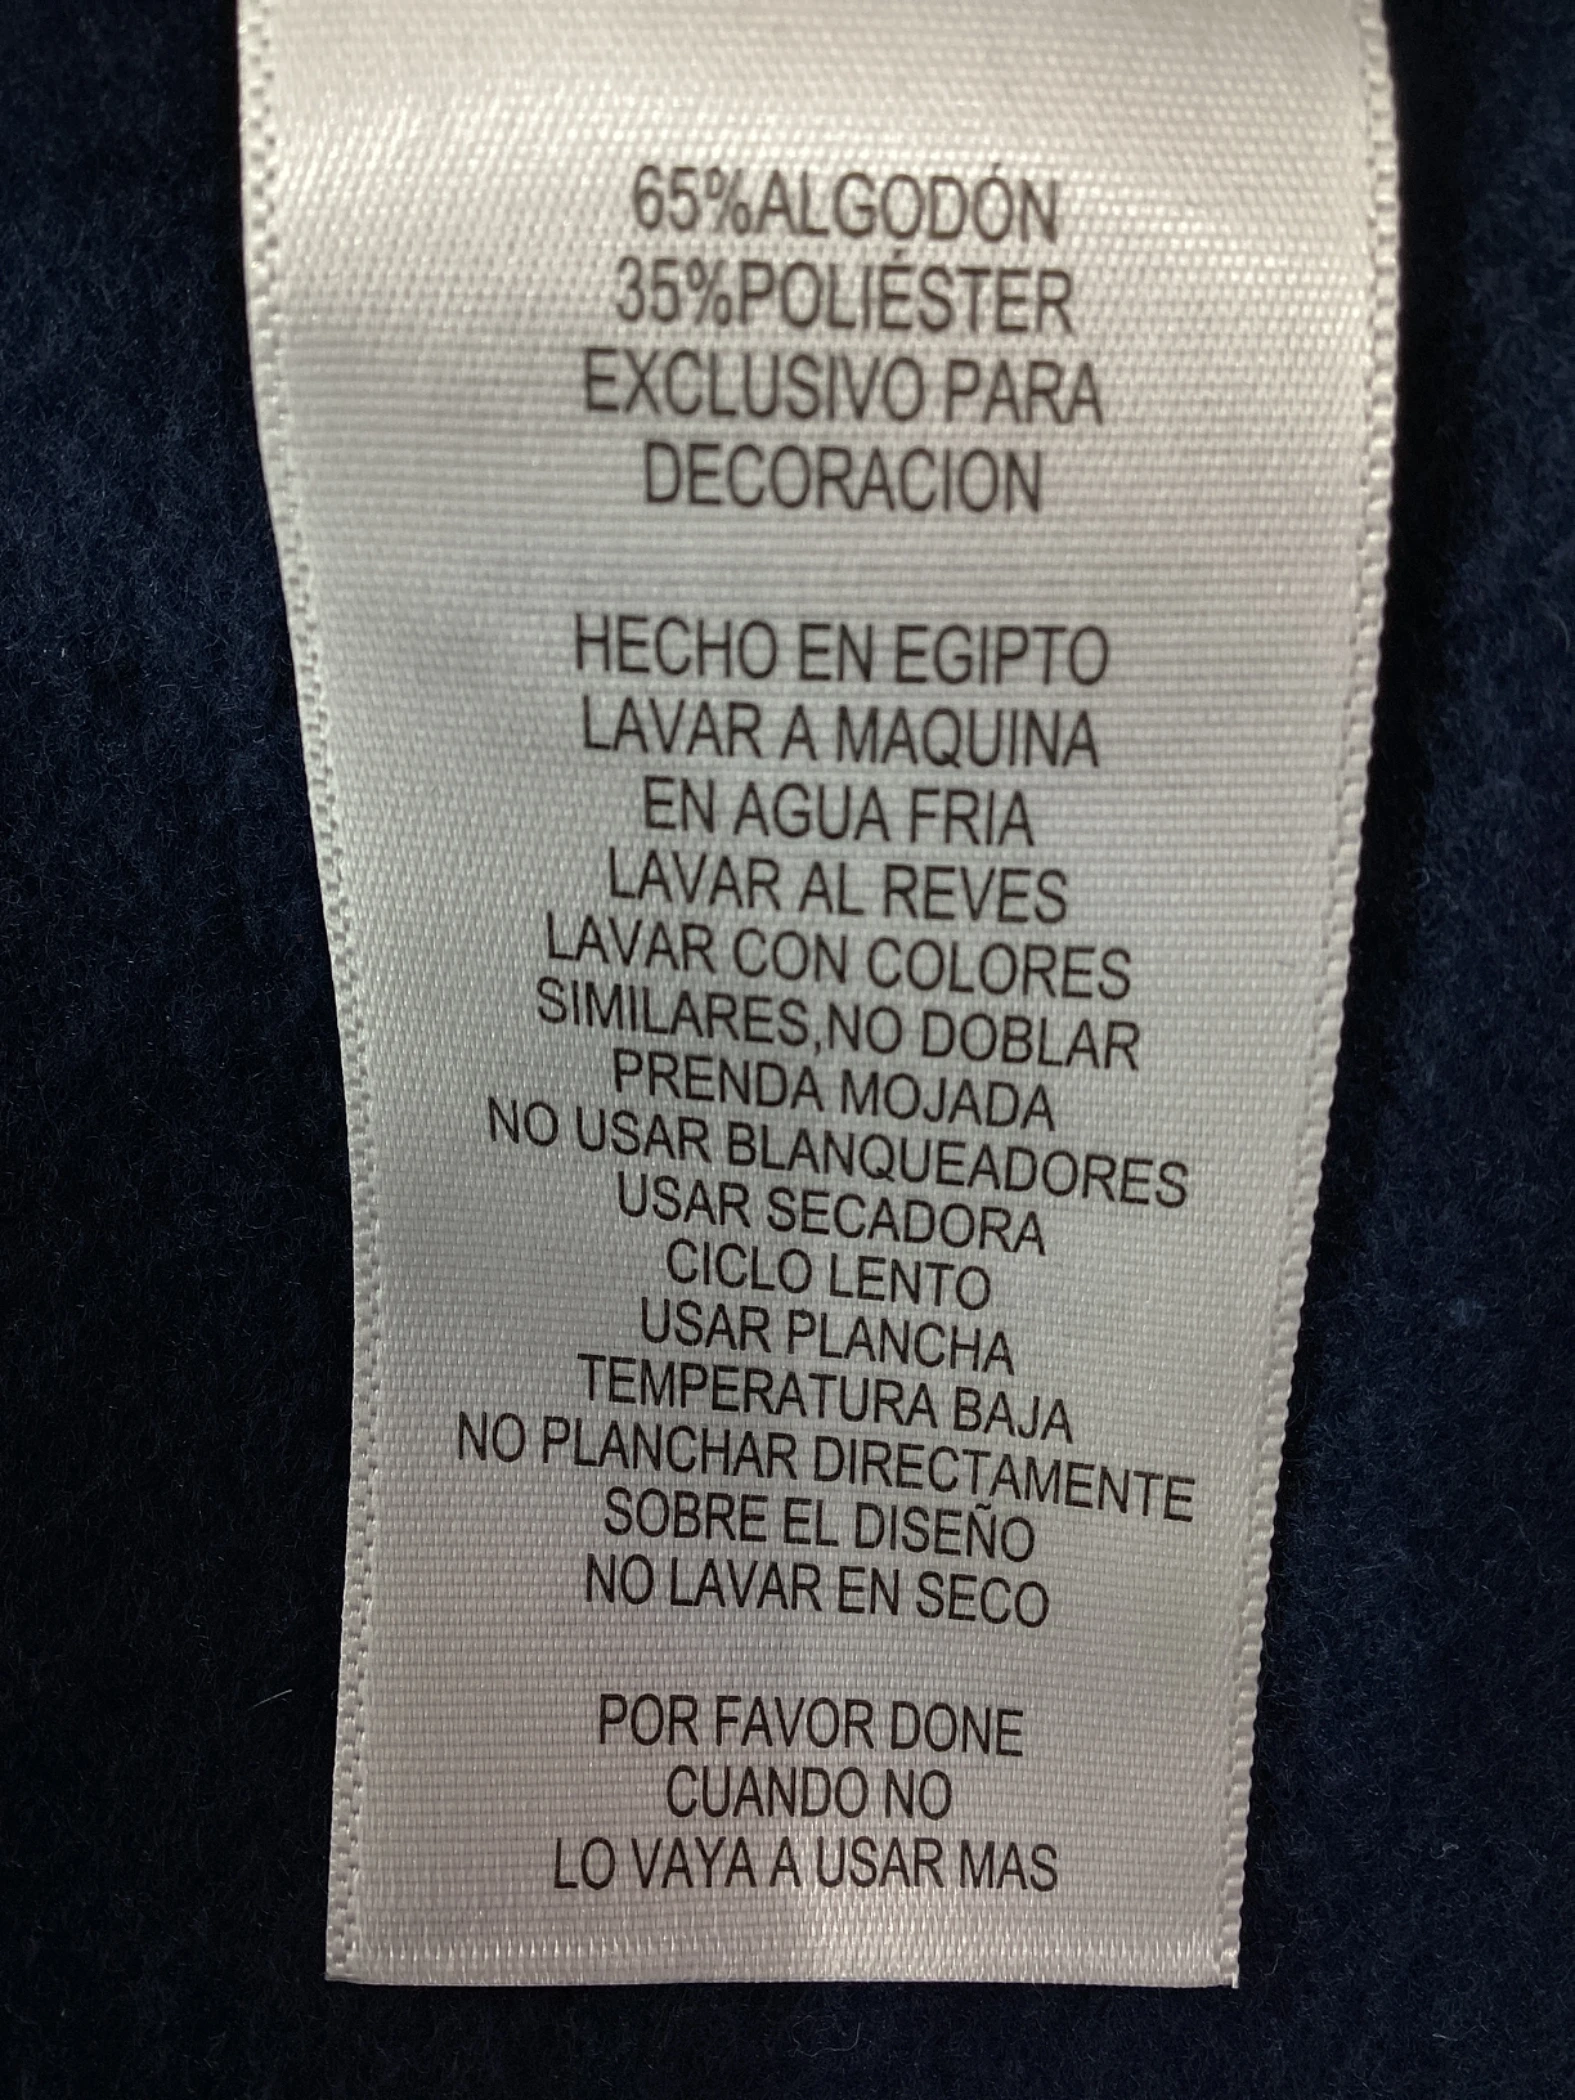 65%ALGODÓN
35%POLIÉSTER
EXCLUSIVO PARA
DECORACION
HECHO EN EGIPTO
LAVAR A MAQUINA
EN AGUA FRIA
LAVAR AL REVES
LAVAR CON COLORES
SIMILARES,NO DOBLAR
PRENDA MOJADA
NO USAR BLANQUEADORES
USAR SECADORA
CICLO LENTO
USAR PLANCHA
TEMPERATURA BAJA
NO PLANCHAR DIRECTAMENTE
SOBRE EL DISEÑO
NO LAVAR EN SECO
POR FAVOR DONE
CUANDO NO
LO VAYA A USAR MAS